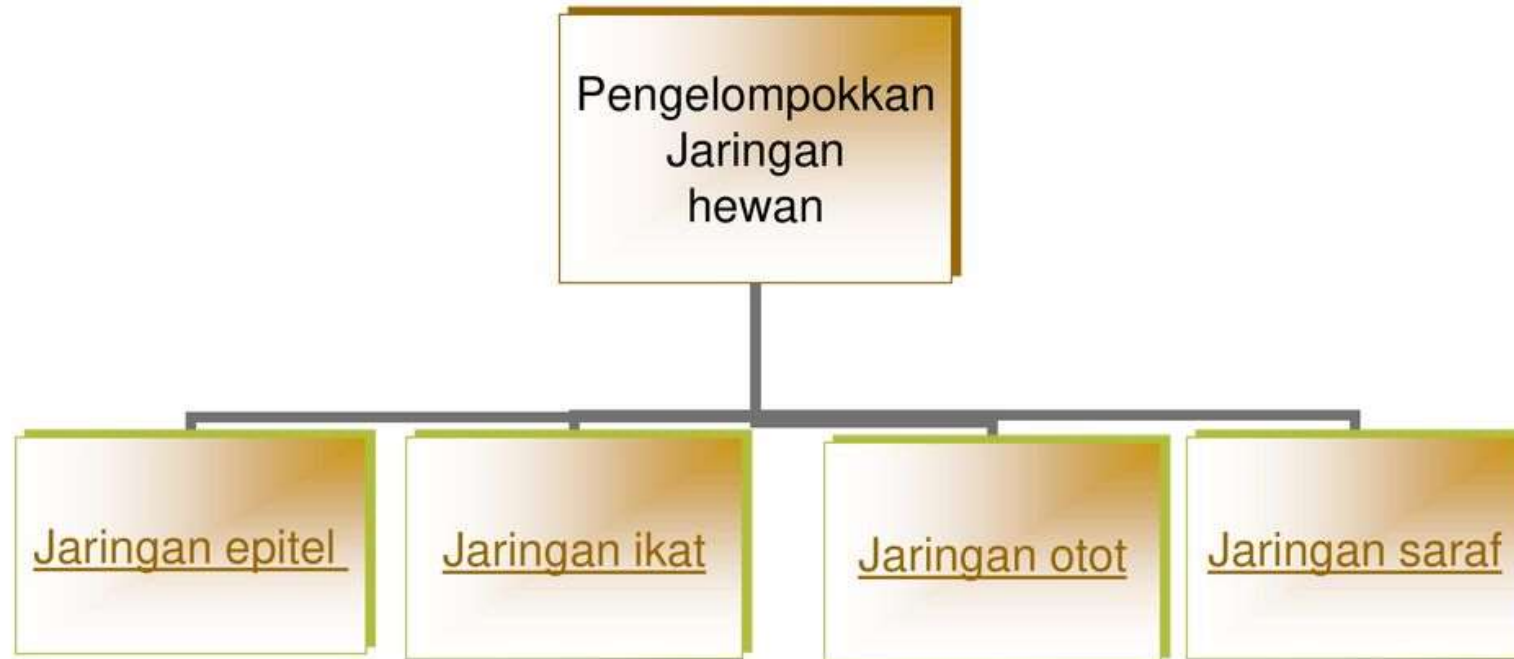 Pengelompokkan
Jaringan
hewan
Jaringan epitel
Jaringan ikat
Jaringan otot
Jaringan saraf